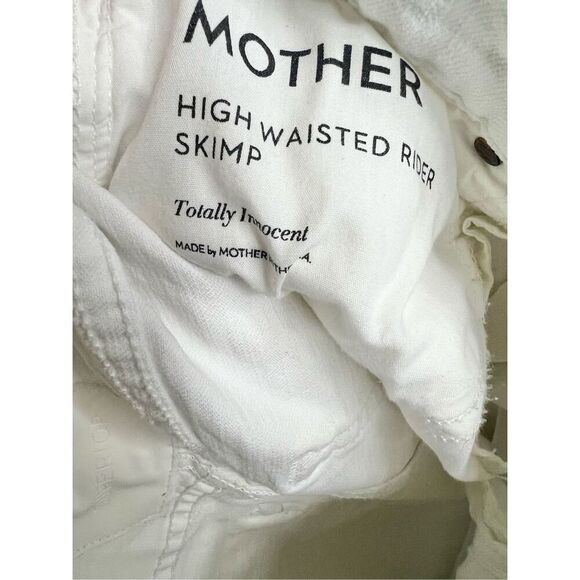 MOTHER
HIGH WAISTED RIDER
SKIMP
Totally Innocent
MADE by MOTHER